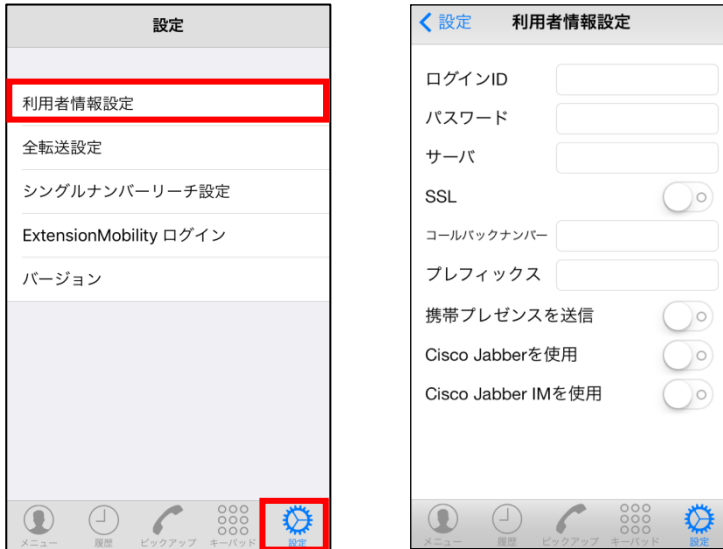 設定
利用者情報設定
全転送設定
シングルナンバーリーチ設定
ExtensionMobility ログイン
バージョン
メニュー
履歴
ピックアップ
キーパッド
設定
設定
利用者情報設定
ログインID
パスワード
サーバ
SSL
コールバックナンバー
プレフィックス
携帯プレゼンスを送信
Cisco Jabberを使用
Cisco Jabber IMを使用
メニュー
履歴
ピックアップ
キーパッド
設定